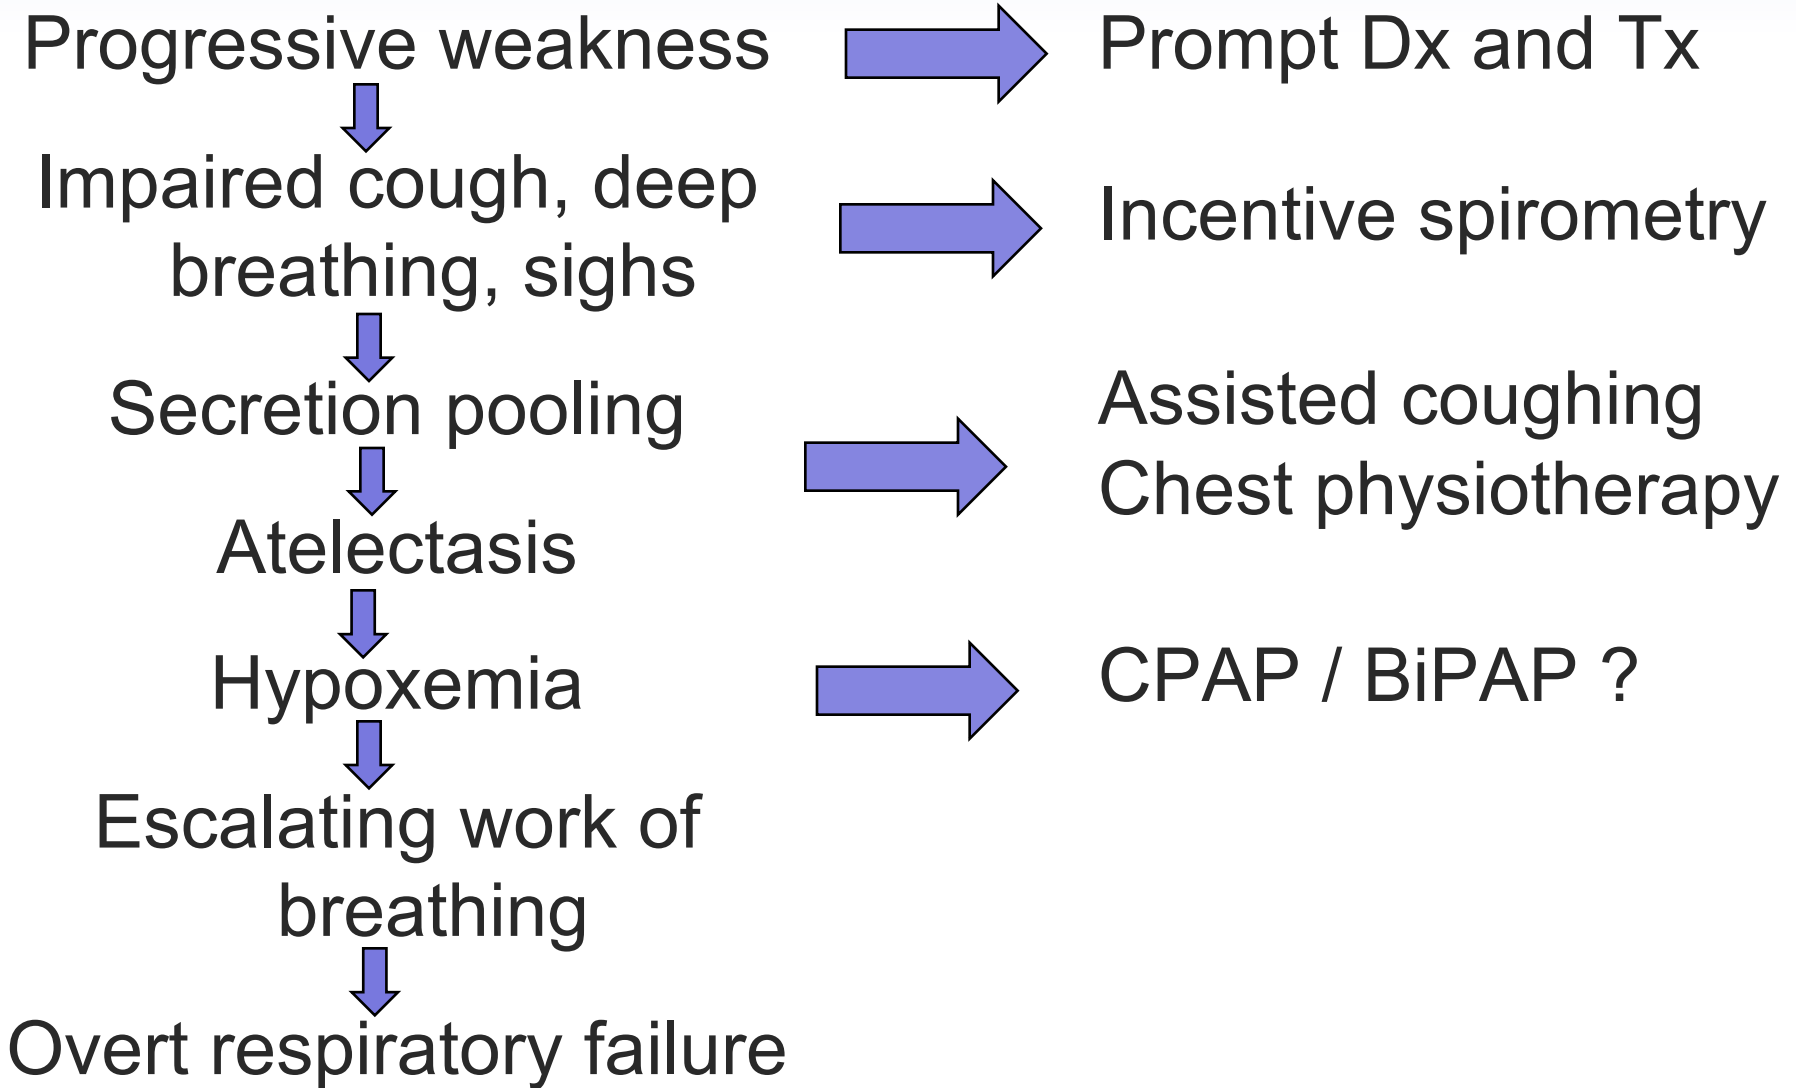 Progressive weakness
Prompt Dx and Tx
Impaired cough, deep
breathing, sighs
Incentive spirometry
Secretion pooling
Assisted coughing
Chest physiotherapy
Atelectasis
Hypoxemia
CPAP / BiPAP ?
Escalating work of
breathing
Overt respiratory failure